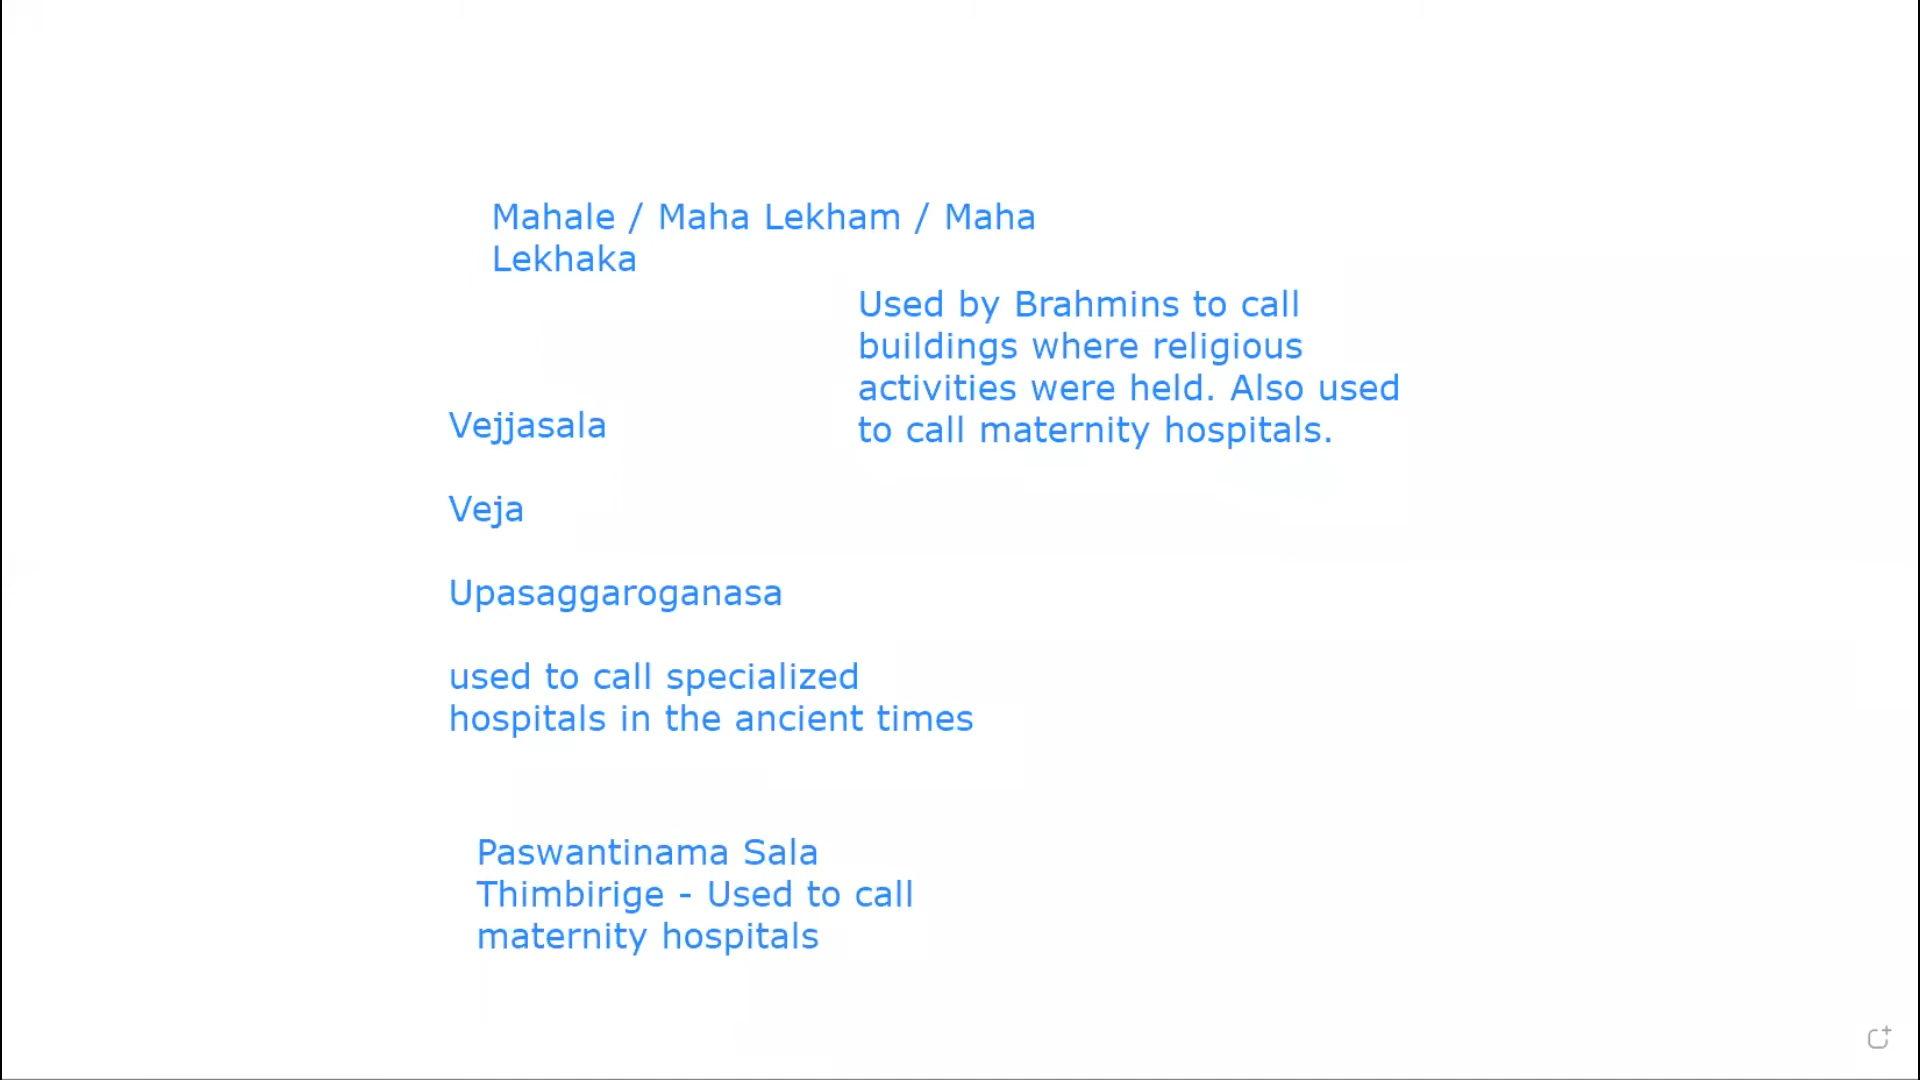 Mahale / Maha Lekham / Maha
Lekhaka
Used by Brahmins to call
buildings where religious
activities were held. Also used
to call maternity hospitals.
Vejjasala
Veja
Upasaggaroganasa
used to call specialized
hospitals in the ancient times
Paswantinama Sala
Thimbirige - Used to call
maternity hospitals